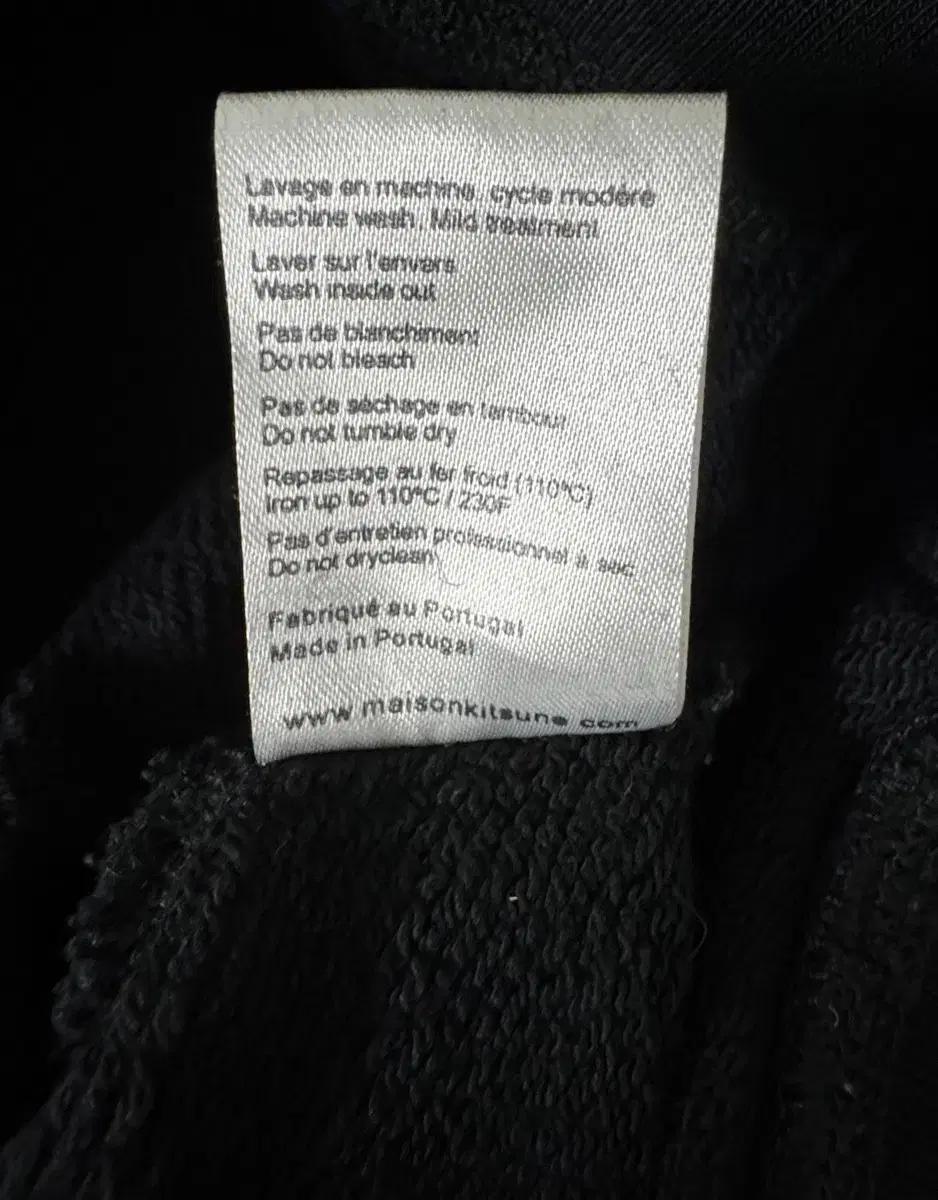 Lavage en machine, cycle modéré
Machine wash. Mild treatment
Laver sur l'envers
Wash inside out
Pas de blanchiment
Do not bleach
Pas de séchage en tambour
Do not tumble dry
Repassage au fer froid (110°C)
Iron up to 110°C / 230F
Pas d'entretien professionnel à sec
Do not dryclean
Fabriqué au Portugal
Made in Portugal
www.maisonkitsune.com